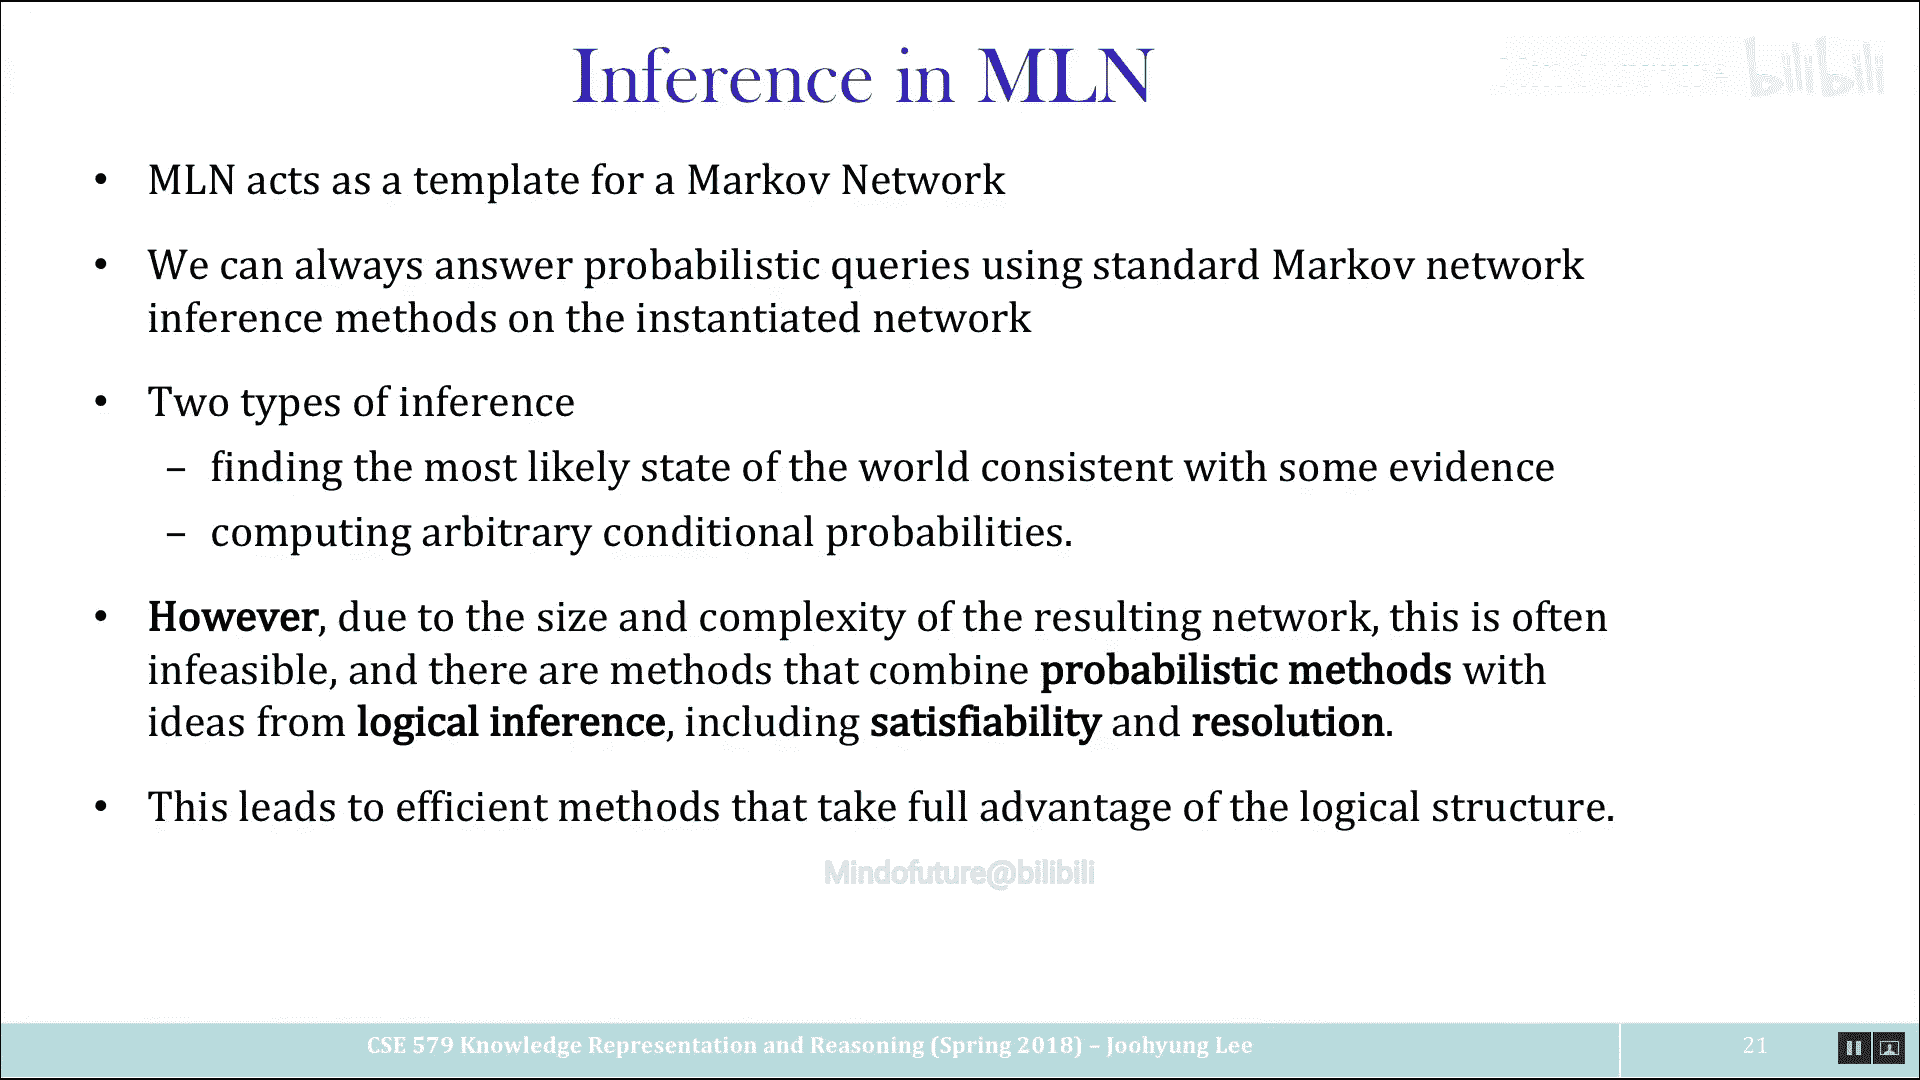 Inference in MLN
bilibili
• MLN acts as a template for a Markov Network
• We can always answer probabilistic queries using standard Markov network
inference methods on the instantiated network
• Two types of inference
– finding the most likely state of the world consistent with some evidence
– computing arbitrary conditional probabilities.
• However, due to the size and complexity of the resulting network, this is often
infeasible, and there are methods that combine probabilistic methods with
ideas from logical inference, including satisfiability and resolution.
• This leads to efficient methods that take full advantage of the logical structure.
Mindofuture@bilibili
CSE 579 Knowledge Representation and Reasoning (Spring 2018) – Joohyung Lee
21